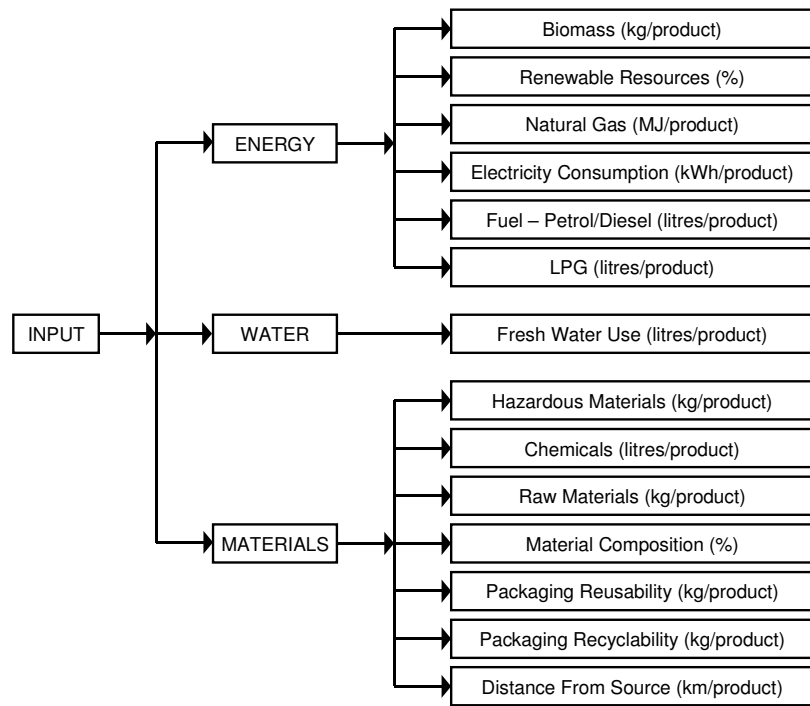 INPUT
ENERGY
Biomass (kg/product)
Renewable Resources (%)
Natural Gas (MJ/product)
Electricity Consumption (kWh/product)
Fuel – Petrol/Diesel (litres/product)
LPG (litres/product)
WATER
Fresh Water Use (litres/product)
MATERIALS
Hazardous Materials (kg/product)
Chemicals (litres/product)
Raw Materials (kg/product)
Material Composition (%)
Packaging Reusability (kg/product)
Packaging Recyclability (kg/product)
Distance From Source (km/product)